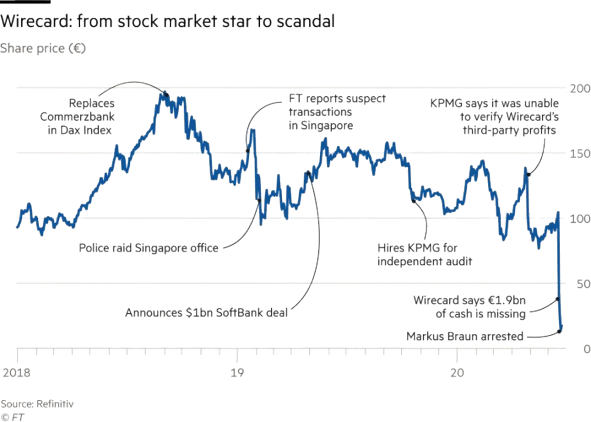 Wirecard: from stock market star to scandal
Share price (€)
Replaces
Commerzbank
in Dax Index
FT reports suspect
transactions
in Singapore
KPMG says it was unable
to verify Wirecard's
third-party profits
200
150
100
50
0
Police raid Singapore office
Hires KPMG for
independent audit
Announces $1bn SoftBank deal
Wirecard says €1.9bn
of cash is missing
Markus Braun arrested
2018
19
20
Source: Refinitiv
© FT